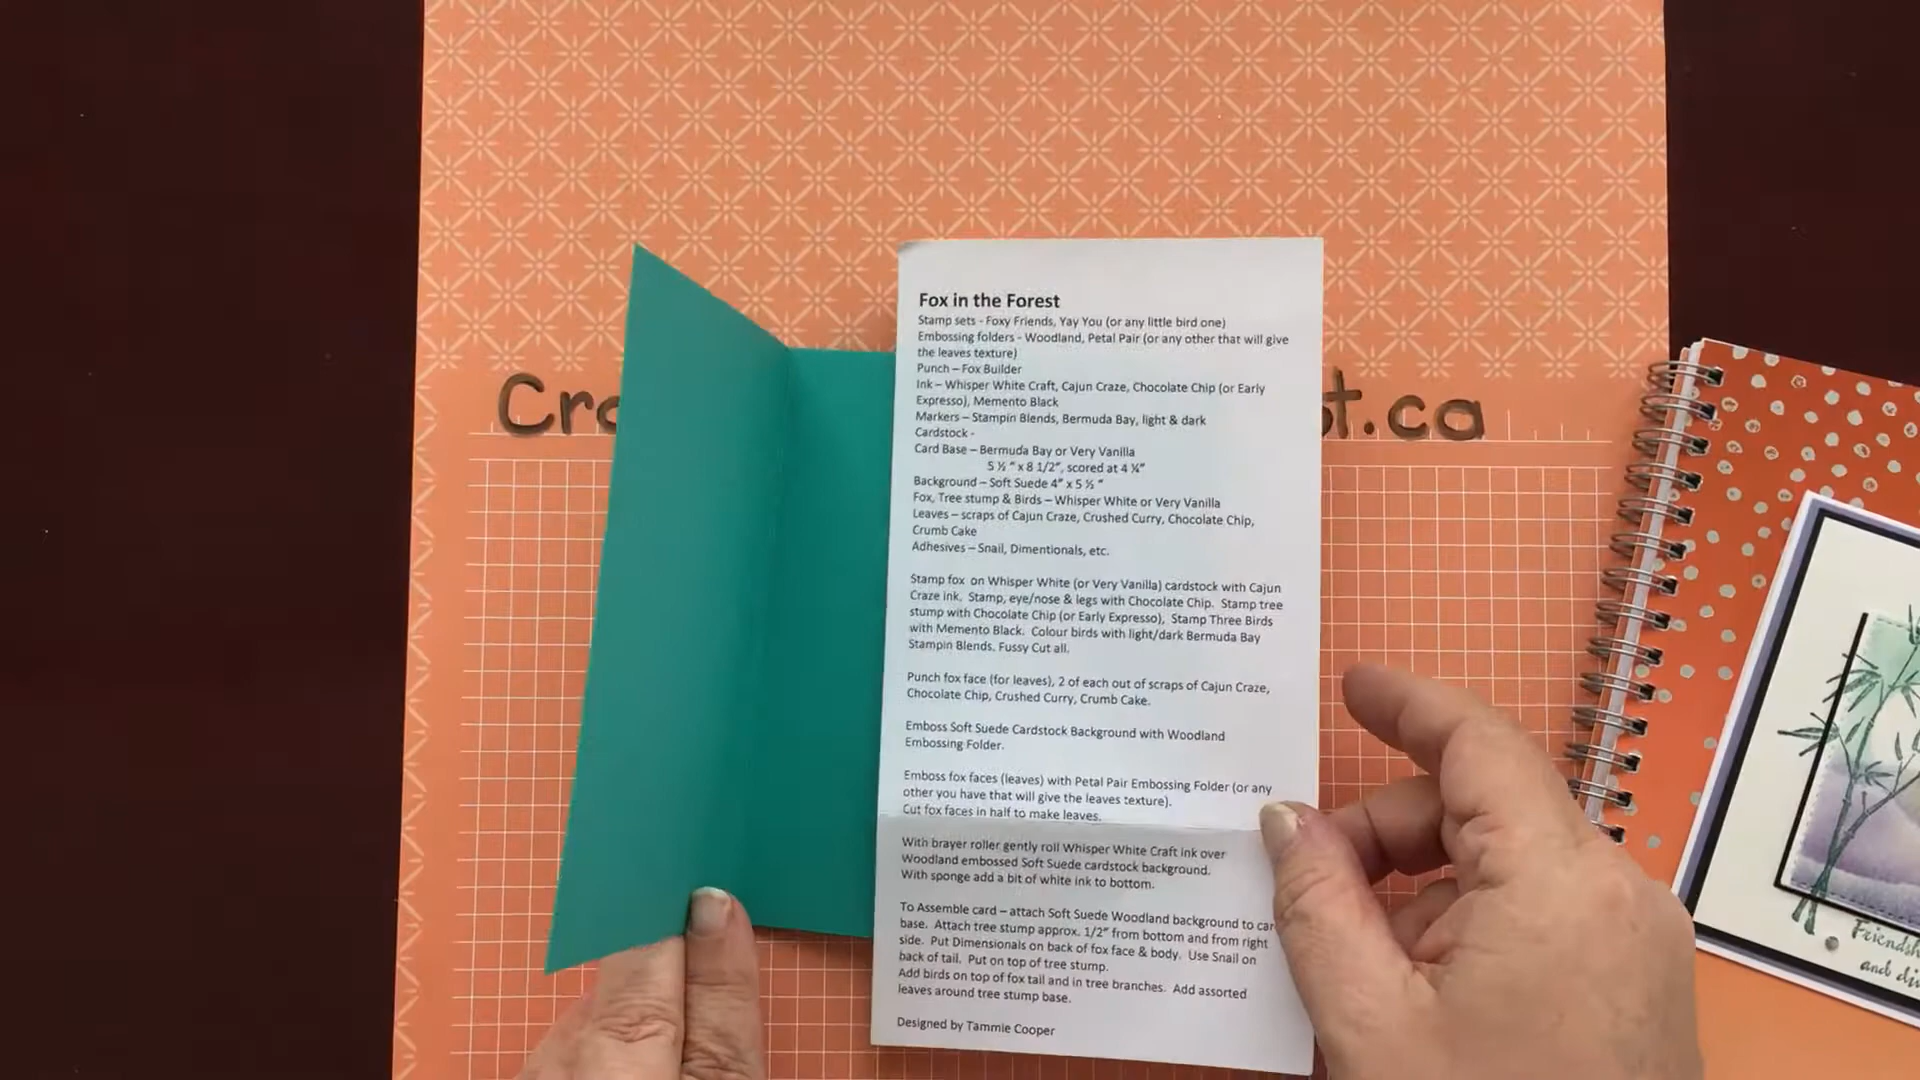 Cr
t.ca
Fox in the Forest
Stamp sets - Foxy Friends, Yay You (or any little bird one)
Embossing folders - Woodland, Petal Pair (or any other that will give
the leaves texture)
Punch – Fox Builder
Ink – Whisper White Craft, Cajun Craze, Chocolate Chip (or Early
Expresso), Memento Black
Markers – Stampin Blends, Bermuda Bay, light & dark
Cardstock -
Card Base – Bermuda Bay or Very Vanilla
5 ½ " x 8 1/2", scored at 4 ¼"
Background – Soft Suede 4" x 5 ½ "
Fox, Tree stump & Birds – Whisper White or Very Vanilla
Leaves – scraps of Cajun Craze, Crushed Curry, Chocolate Chip,
Crumb Cake
Adhesives – Snail, Dimentionals, etc.
Stamp fox on Whisper White (or Very Vanilla) cardstock with Cajun
Craze ink. Stamp, eye/nose & legs with Chocolate Chip. Stamp tree
stump with Chocolate Chip (or Early Expresso), Stamp Three Birds
with Memento Black. Colour birds with light/dark Bermuda Bay
Stampin Blends. Fussy Cut all.
Punch fox face (for leaves), 2 of each out of scraps of Cajun Craze,
Chocolate Chip, Crushed Curry, Crumb Cake.
Emboss Soft Suede Cardstock Background with Woodland
Embossing Folder.
Emboss fox faces (leaves) with Petal Pair Embossing Folder (or any
other you have that will give the leaves texture).
Cut fox faces in half to make leaves.
With brayer roller gently roll Whisper White Craft ink over
Woodland embossed Soft Suede cardstock background.
With sponge add a bit of white ink to bottom.
To Assemble card – attach Soft Suede Woodland background to car
base. Attach tree stump approx. 1/2" from bottom and from right
side. Put Dimensionals on back of fox face & body. Use Snail on
back of tail. Put on top of tree stump.
Add birds on top of fox tail and in tree branches. Add assorted
leaves around tree stump base.
Designed by Tammie Cooper
Friendsh
and di